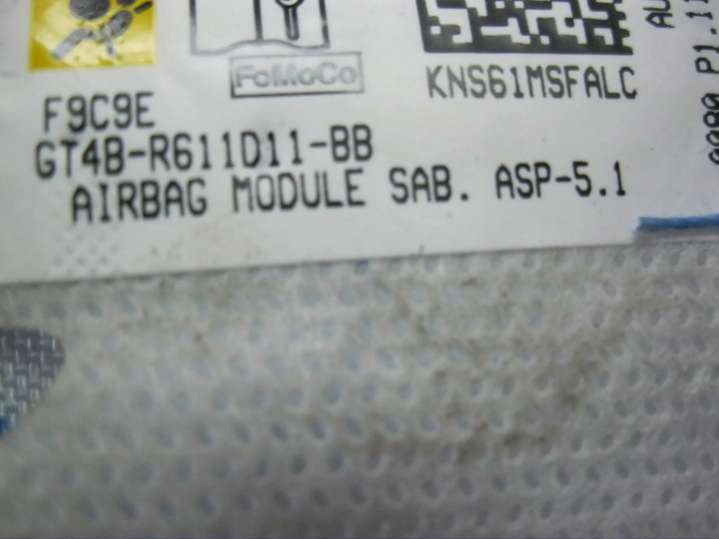 FoMoCo
KNS61MSFALC
F9C9E
GT4B-R611D11-BB
AIRBAG MODULE SAB. ASP-5.1